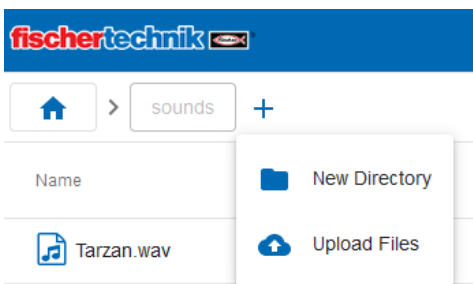 fischertechnik
> sounds +
Name
New Directory
Tarzan.wav
Upload Files